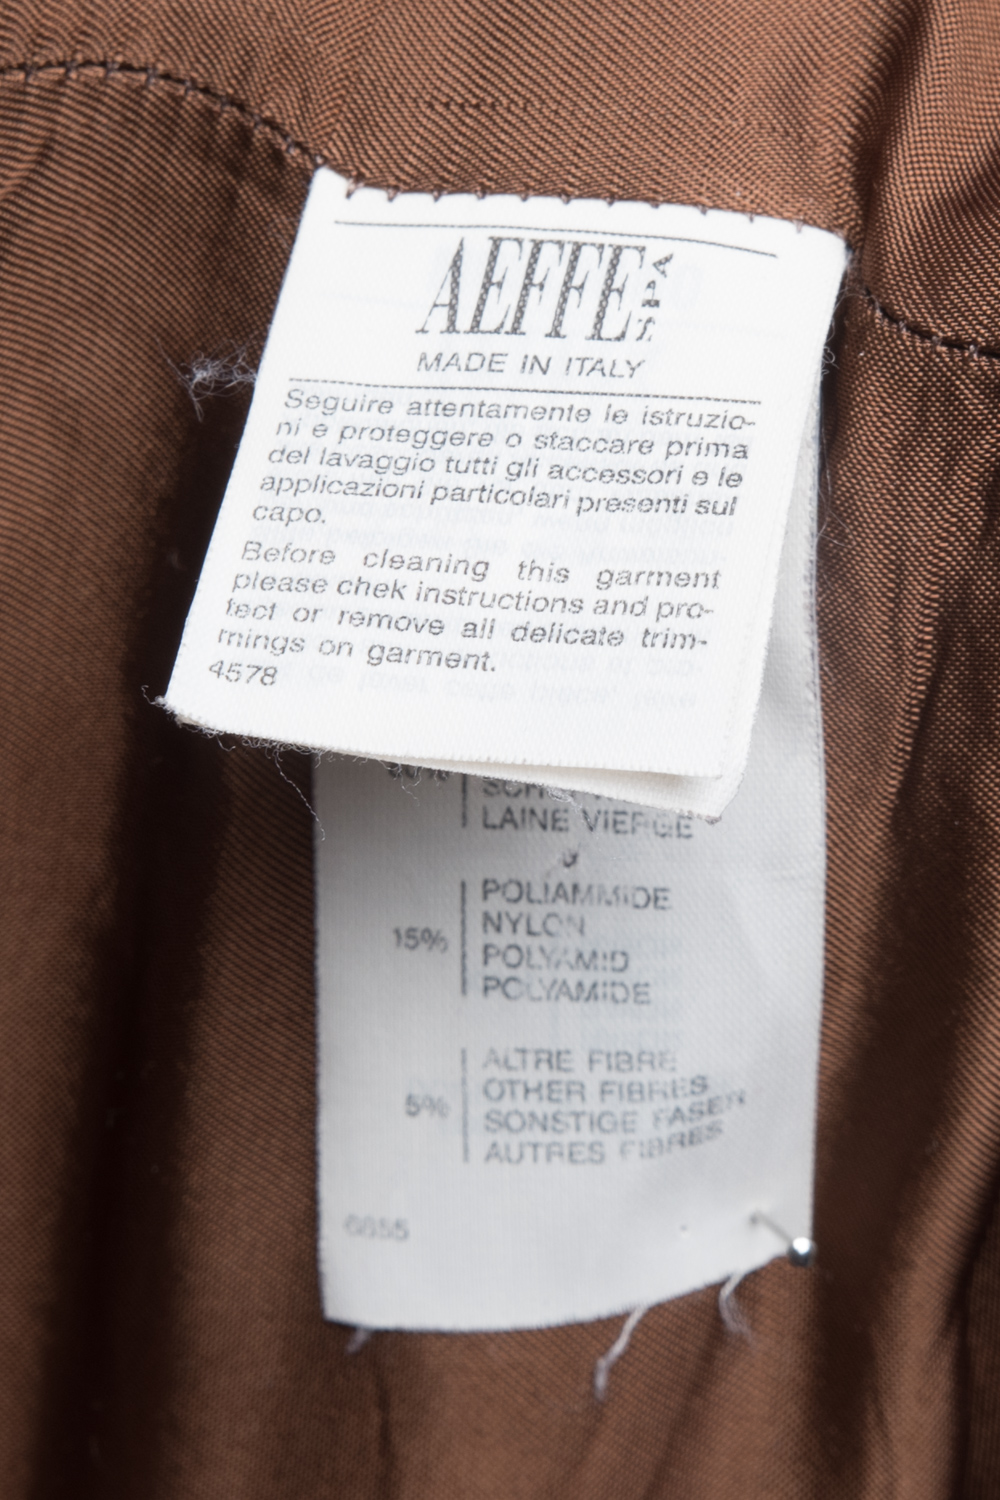 AEFFE SPA
MADE IN ITALY
Seguire attentamente le istruzio-
ni e proteggere o staccare prima
del lavaggio tutti gli accessori e le
applicazioni particolari presenti sul
capo.
Before cleaning this garment
please chek instructions and pro-
tect or remove all delicate trim-
mings on garment.
4578
LAINE VIERGE
POLIAMMIDE
NYLON
15%
POLYAMID
POLYAMIDE
ALTRE FIBRE
OTHER FIBRES
5%
SONSTIGE FASER
AUTRES FIBRES